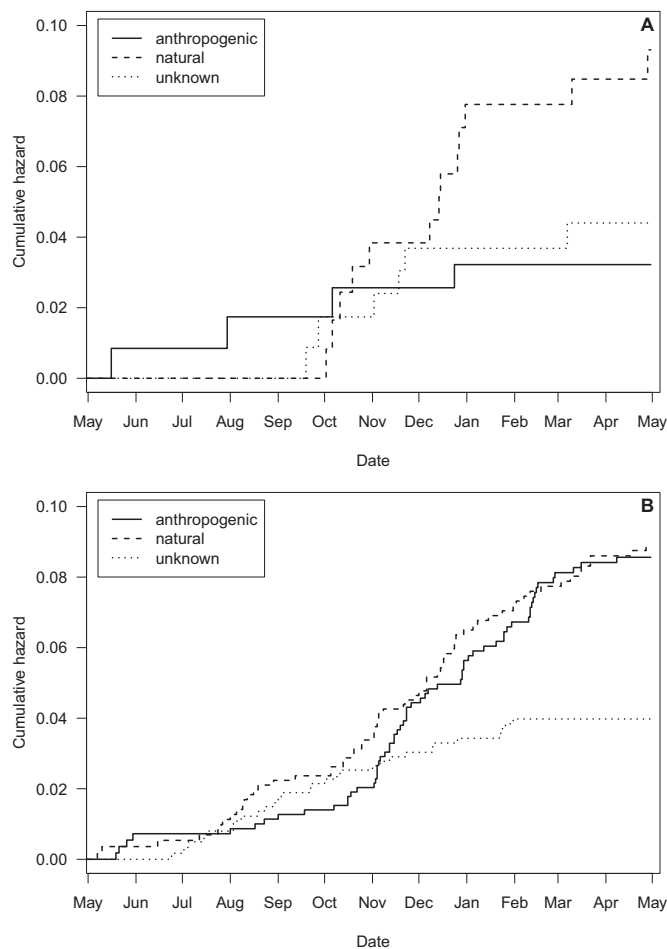 A
anthropogenic
natural
unknown
Cumulative hazard
0.10
0.08
0.06
0.04
0.02
0.00
May Jun Jul Aug Sep Oct Nov Dec Jan Feb Mar Apr May
Date
B
anthropogenic
natural
unknown
Cumulative hazard
0.10
0.08
0.06
0.04
0.02
0.00
May Jun Jul Aug Sep Oct Nov Dec Jan Feb Mar Apr May
Date